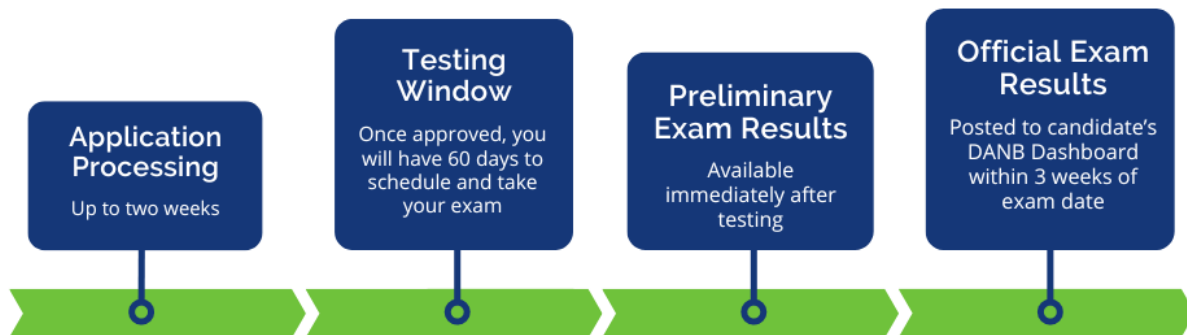 Application
Processing
Up to two weeks
Testing
Window
Once approved, you
will have 60 days to
schedule and take
your exam
Preliminary
Exam Results
Available
immediately after
testing
Official Exam
Results
Posted to candidate’s
DANB Dashboard
within 3 weeks of
exam date